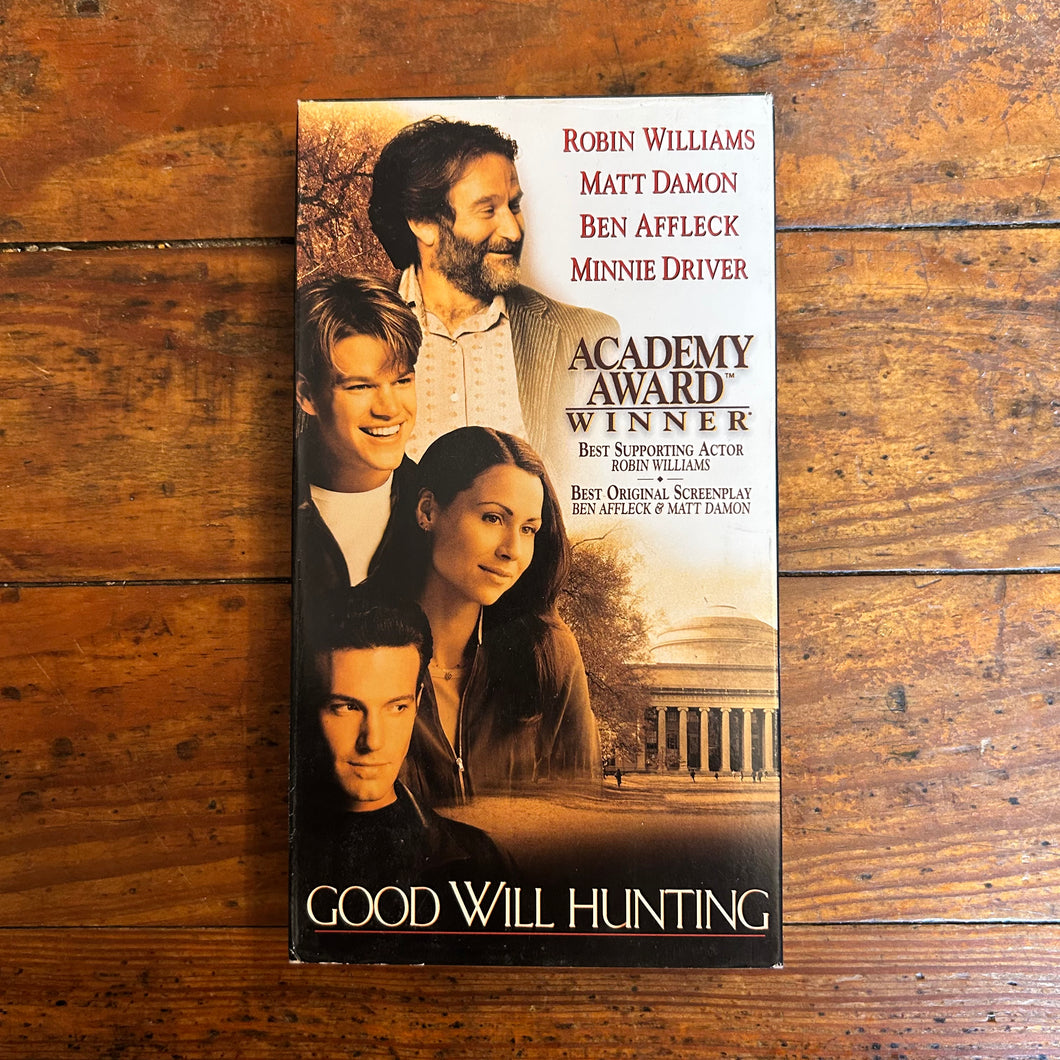 ROBIN WILLIAMS
MATT DAMON
BEN AFFLECK
MINNIE DRIVER
ACADEMY
AWARD™
WINNER
BEST SUPPORTING ACTOR
ROBIN WILLIAMS
BEST ORIGINAL SCREENPLAY
BEN AFFLECK & MATT DAMON
GOOD WILL HUNTING